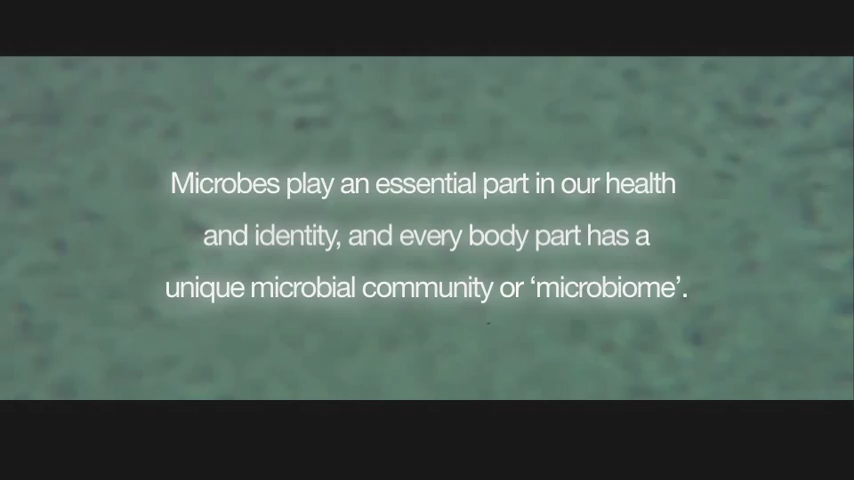 Microbes play an essential part in our health
and identity, and every body part has a
unique microbial community or ‘microbiome’.